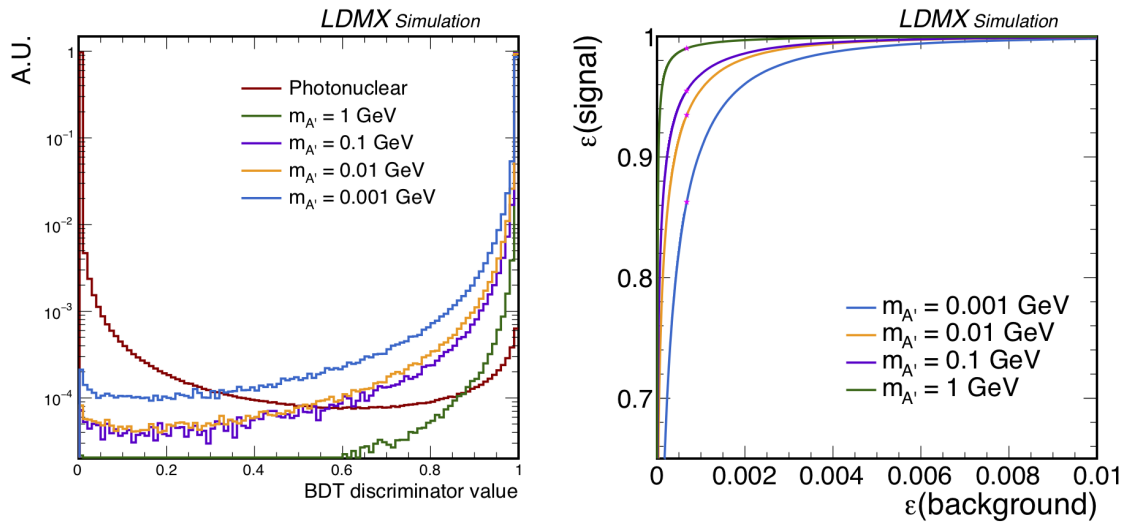 LDMX Simulation
A.U.
1
10⁻¹
10⁻²
10⁻³
10⁻⁴
Photonuclear
m_A' = 1 GeV
m_A' = 0.1 GeV
m_A' = 0.01 GeV
m_A' = 0.001 GeV
0 0.2 0.4 0.6 0.8 1
BDT discriminator value
LDMX Simulation
ε(signal)
1
0.9
0.8
0.7
m_A' = 0.001 GeV
m_A' = 0.01 GeV
m_A' = 0.1 GeV
m_A' = 1 GeV
0 0.002 0.004 0.006 0.008 0.01
ε(background)